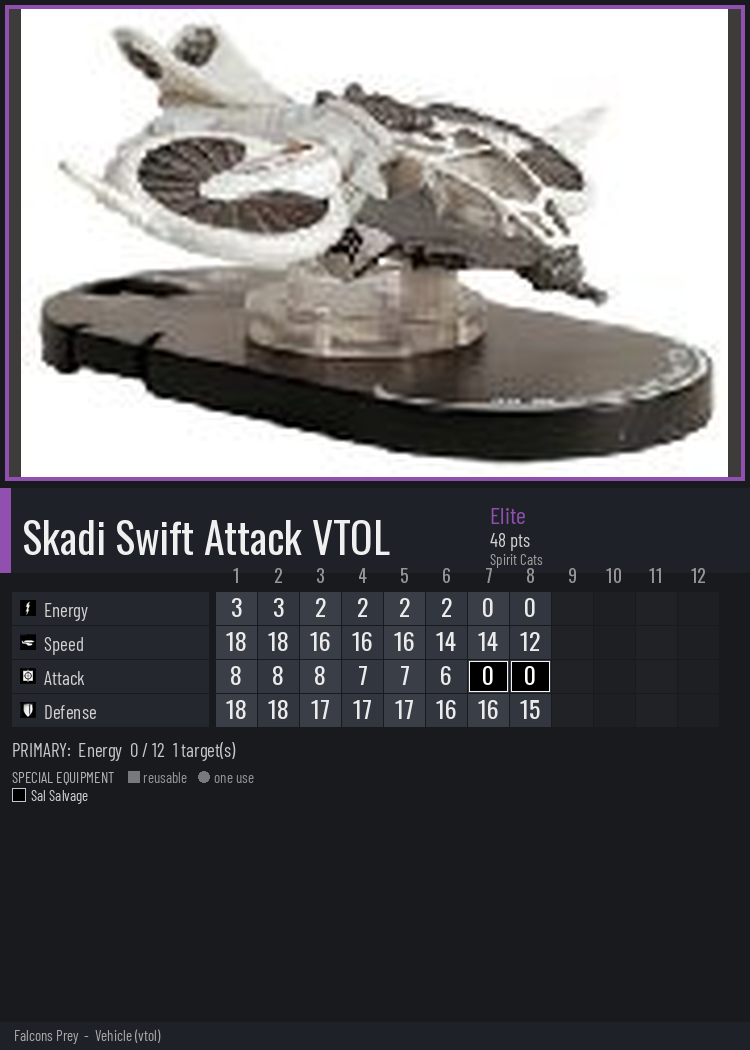 Skadi Swift Attack VTOL
Elite
48 pts
Spirit Cats
1 2 3 4 5 6 7 8 9 10 11 12
Energy 3 3 2 2 2 2 0 0
Speed 18 18 16 16 16 14 14 12
Attack 8 8 8 7 7 6 0 0
Defense 18 18 17 17 17 16 16 15
PRIMARY: Energy 0 / 12 1 target(s)
SPECIAL EQUIPMENT reusable one use
Sal Salvage
Falcons Prey - Vehicle (vtol)